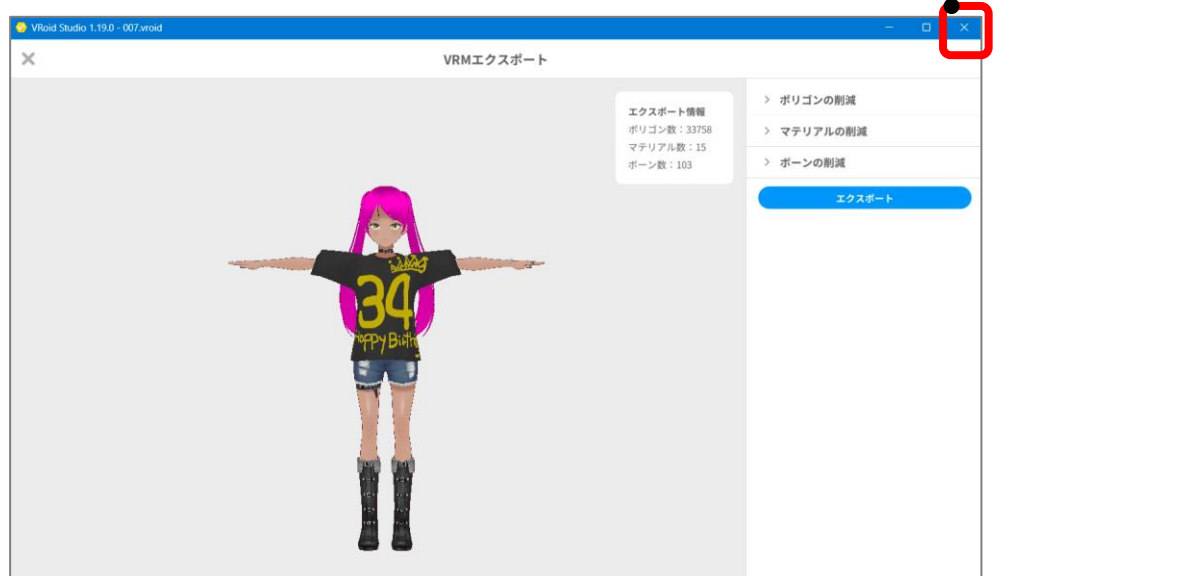 VRoid Studio 1.19.0 - 007.vroid
VRMエクスポート
エクスポート情報
ポリゴン数：33758
マテリアル数：15
ボーン数：103
ポリゴンの削減
マテリアルの削減
ボーンの削減
エクスポート
34
Happy Birth